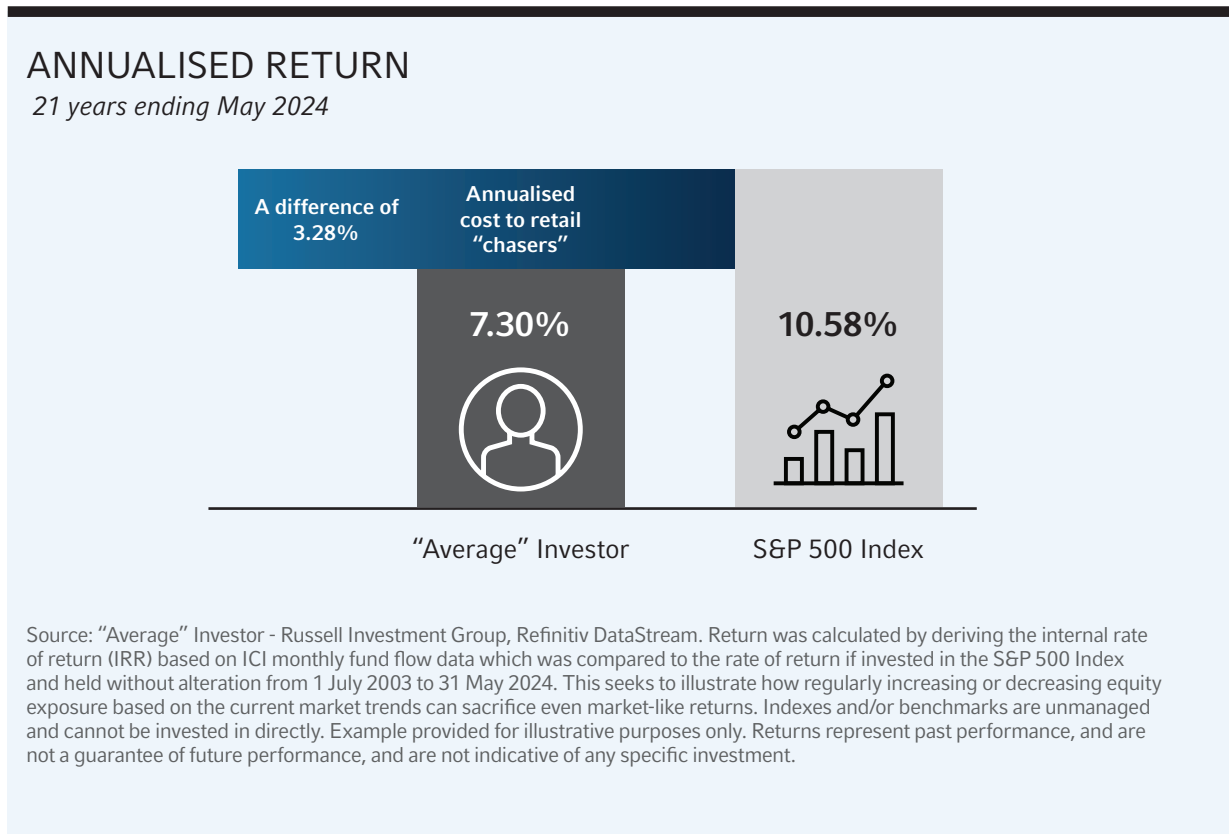 ANNUALISED RETURN
21 years ending May 2024
A difference of
3.28%
Annualised
cost to retail
“chasers”
7.30%
10.58%
“Average” Investor
S&P 500 Index
Source: “Average” Investor - Russell Investment Group, Refinitiv DataStream. Return was calculated by deriving the internal rate
of return (IRR) based on ICI monthly fund flow data which was compared to the rate of return if invested in the S&P 500 Index
and held without alteration from 1 July 2003 to 31 May 2024. This seeks to illustrate how regularly increasing or decreasing equity
exposure based on the current market trends can sacrifice even market-like returns. Indexes and/or benchmarks are unmanaged
and cannot be invested in directly. Example provided for illustrative purposes only. Returns represent past performance, and are
not a guarantee of future performance, and are not indicative of any specific investment.